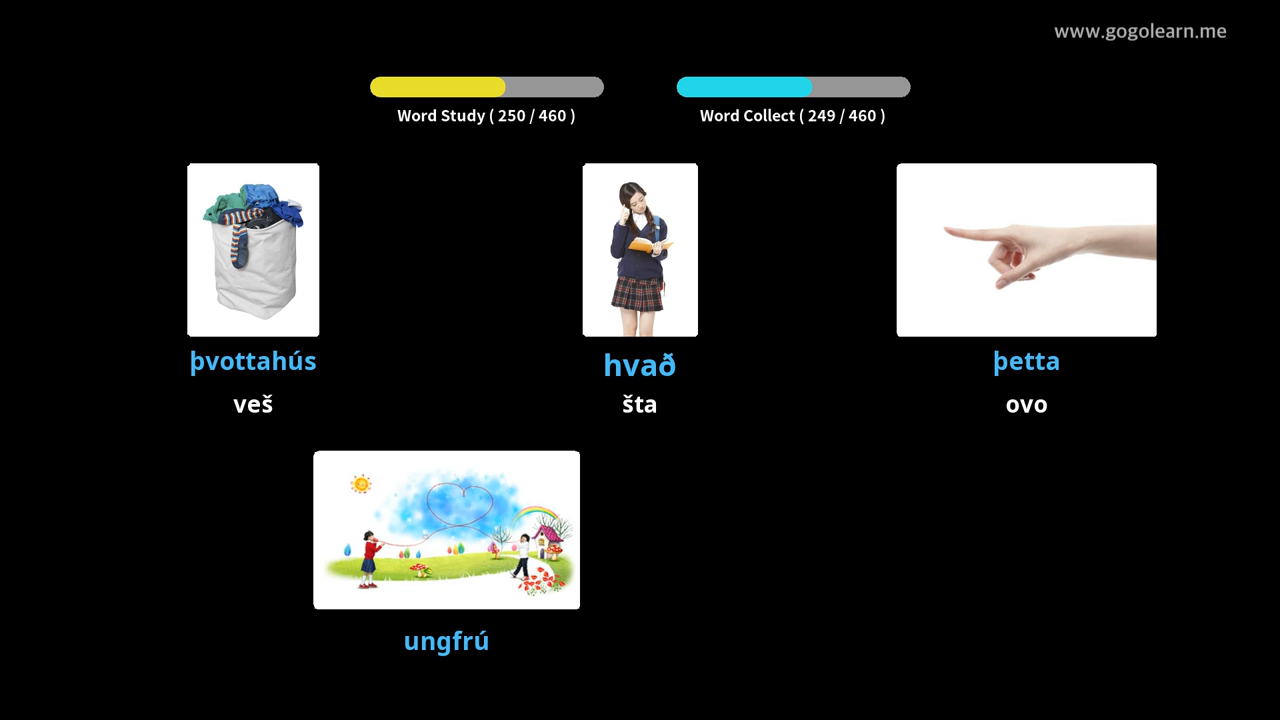 www.gogolearn.me
Word Study ( 250 / 460 )
Word Collect ( 249 / 460 )
þvottahús
hvað
þetta
veš
šta
ovo
ungfrú